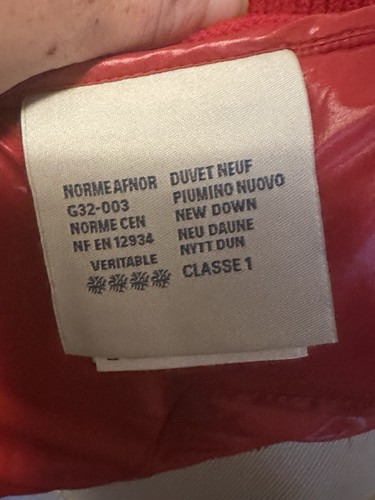 NORME AFNOR
G32-003
NORME CEN
NF EN 12934
VERITABLE
DUVET NEUF
PIUMINO NUOVO
NEW DOWN
NEU DAUNE
NYTT DUN
CLASSE 1